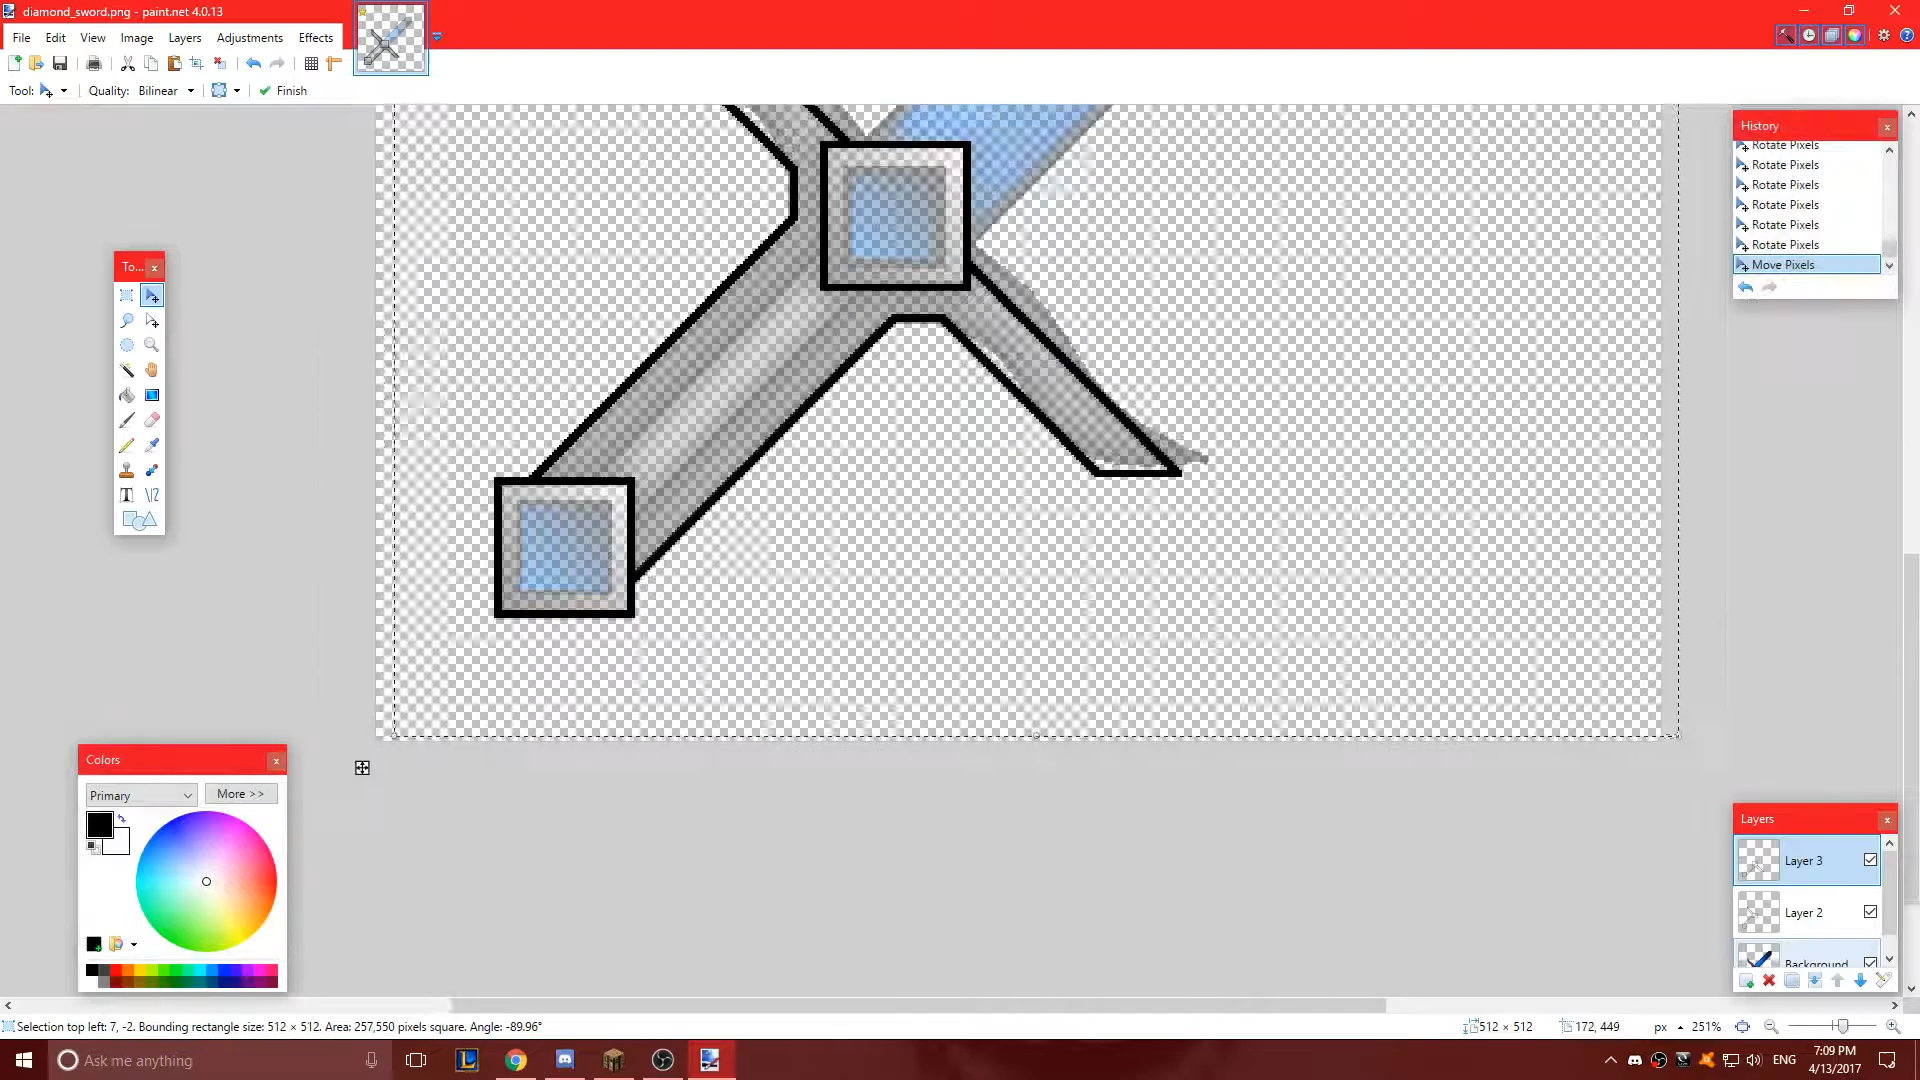 diamond_sword.png - paint.net 4.0.13
File Edit View Image Layers Adjustments Effects
Tool: Quality: Bilinear Finish
History
Rotate Pixels
Rotate Pixels
Rotate Pixels
Rotate Pixels
Rotate Pixels
Rotate Pixels
Move Pixels
To...
Colors
Primary
More >>
Layers
Layer 3
Layer 2
Background
Selection top left: 7, -2. Bounding rectangle size: 512 × 512. Area: 257,550 pixels square. Angle: -89.96°
512 × 512
172, 449
px
251%
Ask me anything
ENG
7:09 PM
4/13/2017